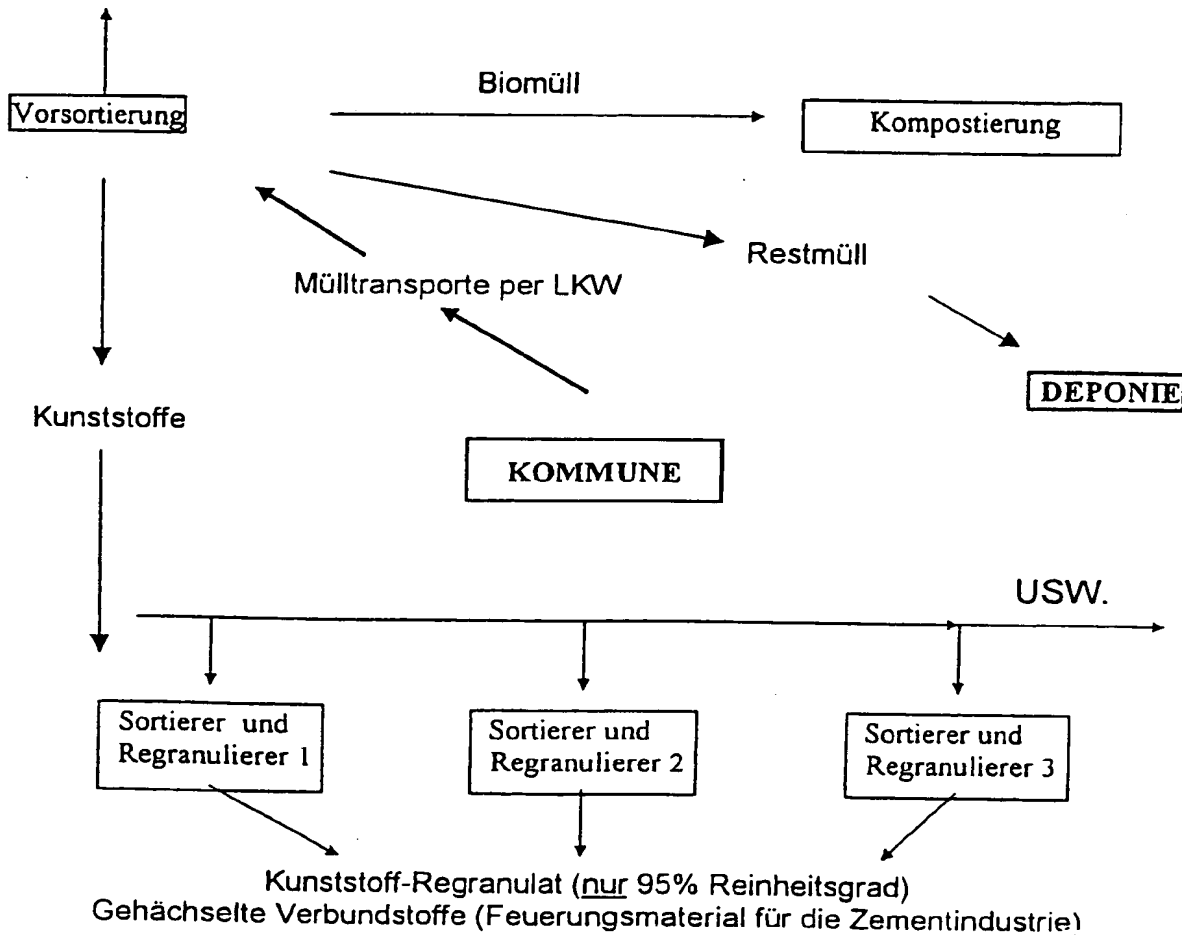 Biomüll
Vorsortierung
Kompostierung
Restmüll
Mülltransporte per LKW
DEPONIE
Kunststoffe
KOMMUNE
USW.
Sortierer und
Regranulierer 1
Sortierer und
Regranulierer 2
Sortierer und
Regranulierer 3
Kunststoff-Regranulat (nur 95% Reinheitsgrad)
Gehächselte Verbundstoffe (Feuerungsmaterial für die Zementindustrie)